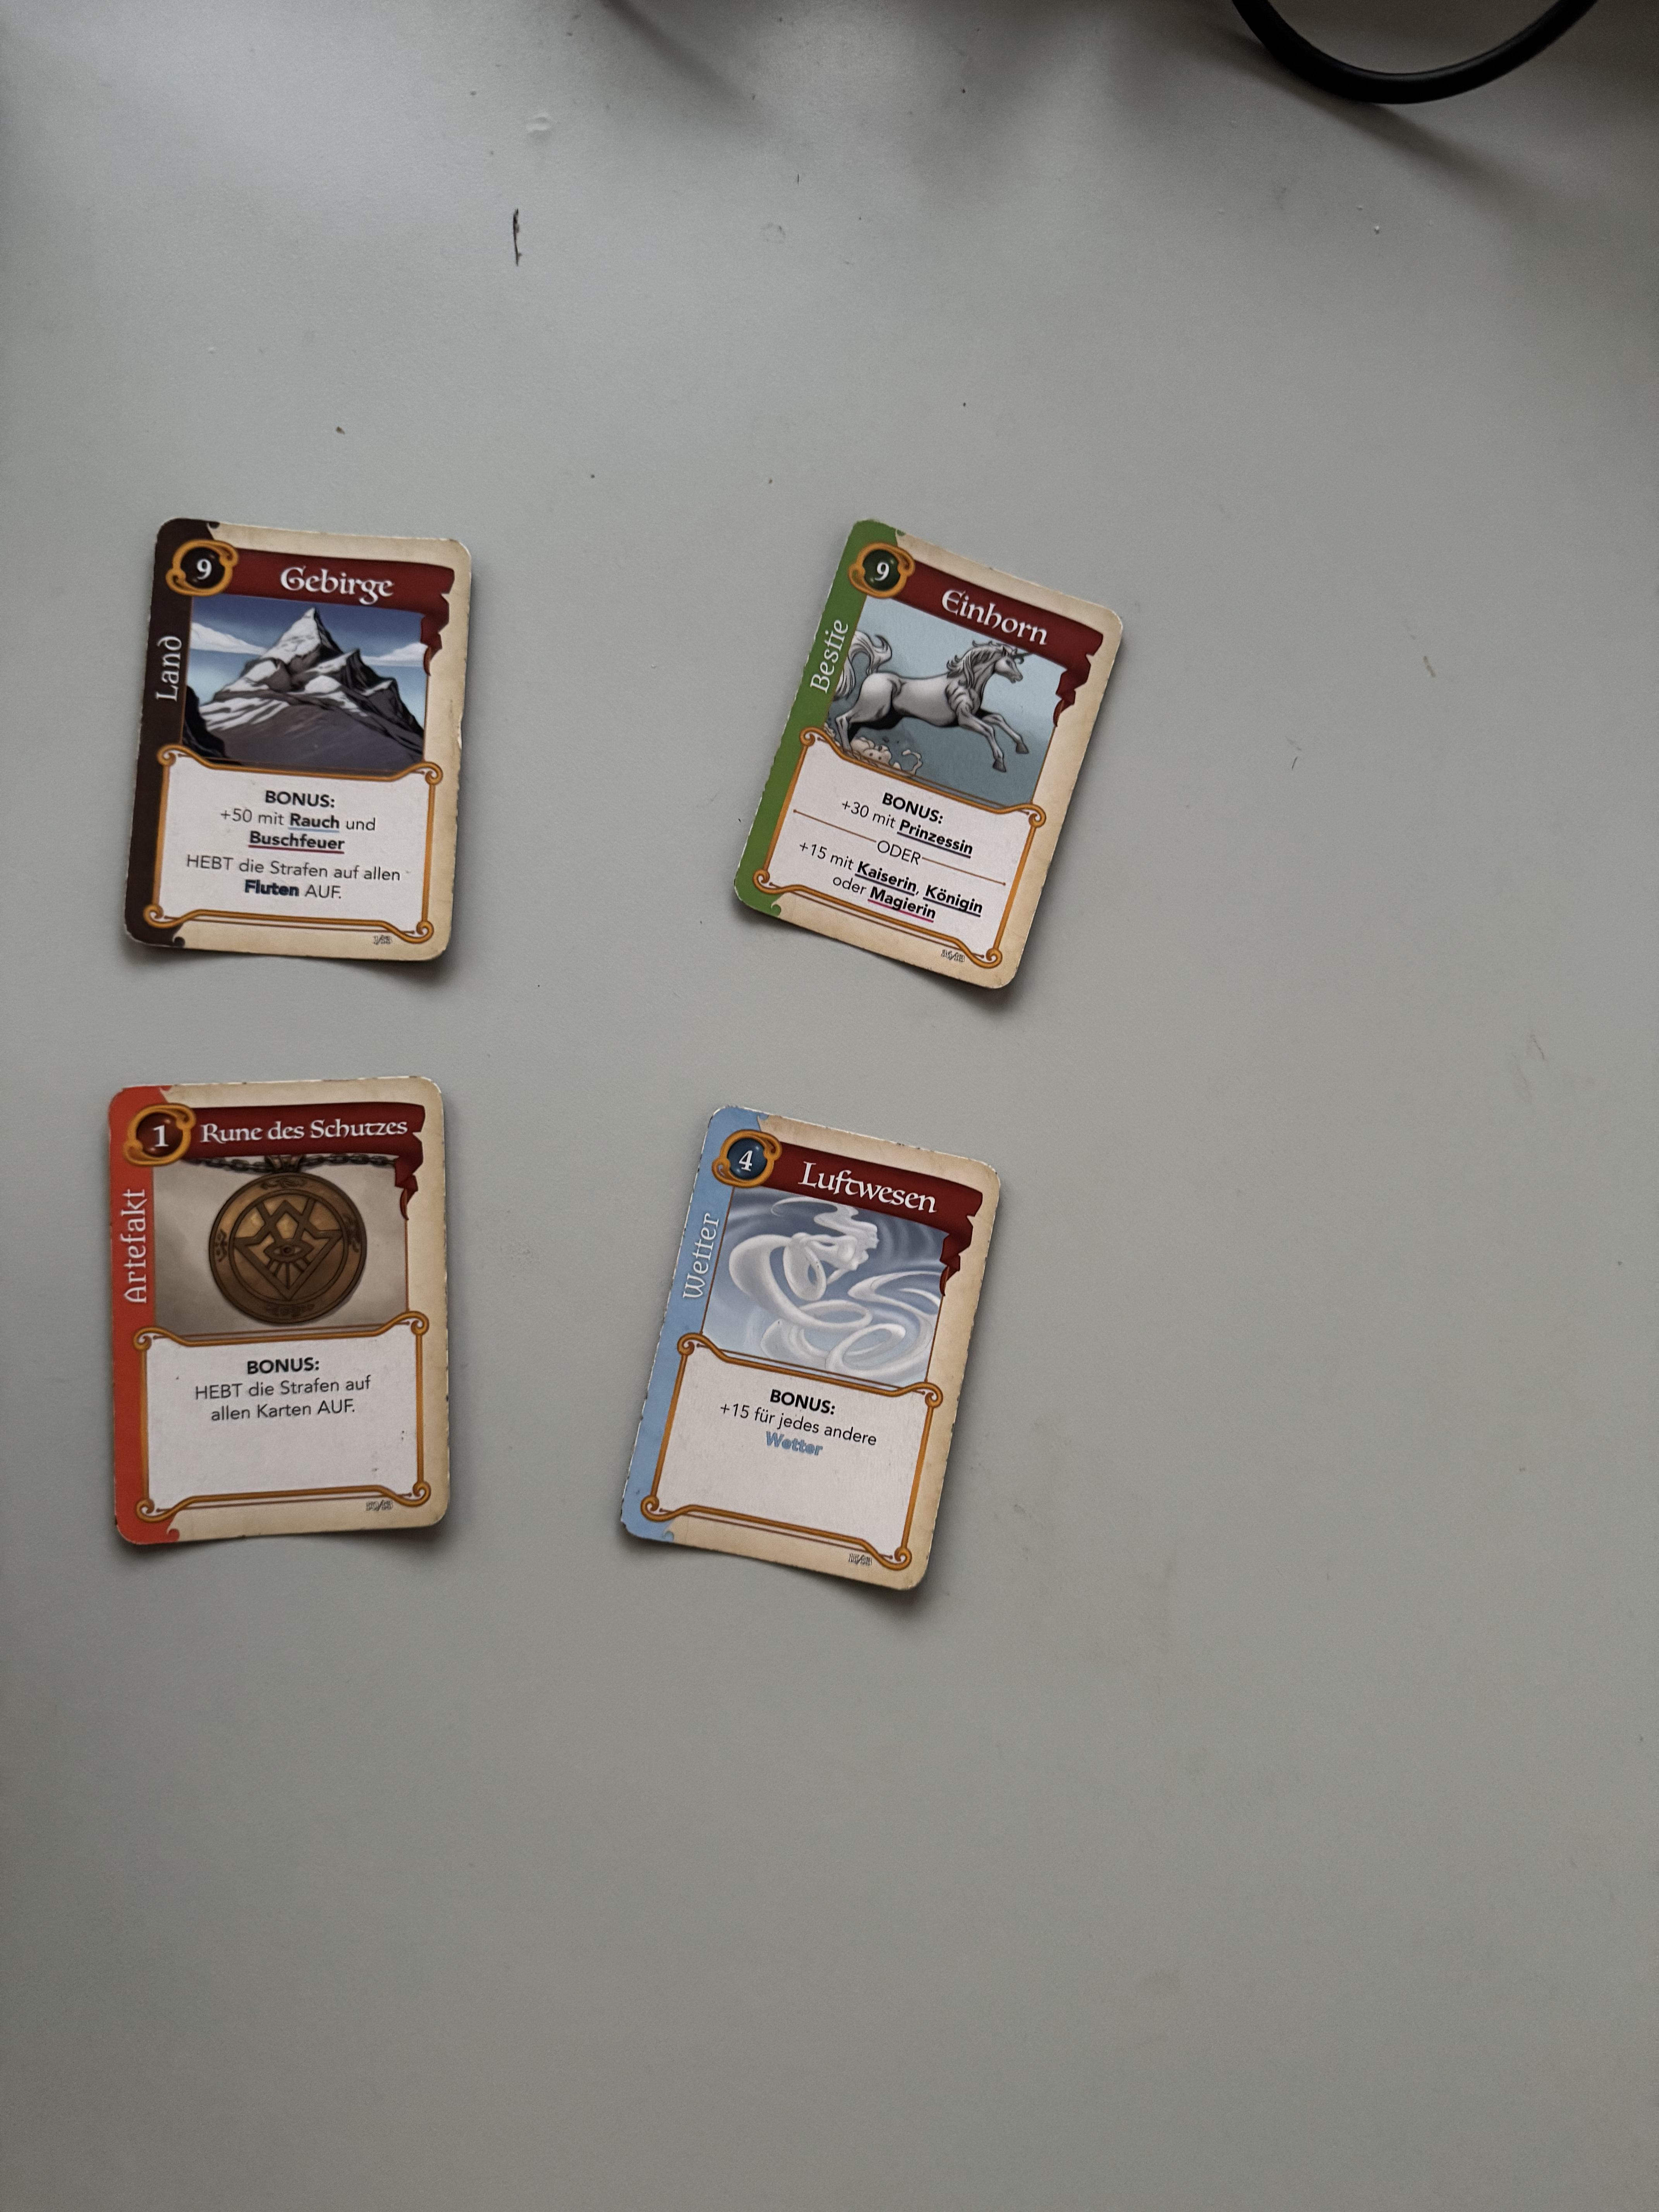 9
Gebirge
Land
BONUS:
+50 mit Rauch und
Buschfeuer
HEBT die Strafen auf allen
Fluten AUF.
1/53
9
Einhorn
Bestie
BONUS:
+30 mit Prinzessin
ODER
+15 mit Kaiserin, Königin
oder Magierin
1
Rune des Schutzes
Artefakt
BONUS:
HEBT die Strafen auf
allen Karten AUF.
4
Luftwesen
Wetter
BONUS:
+15 für jedes andere
Wetter